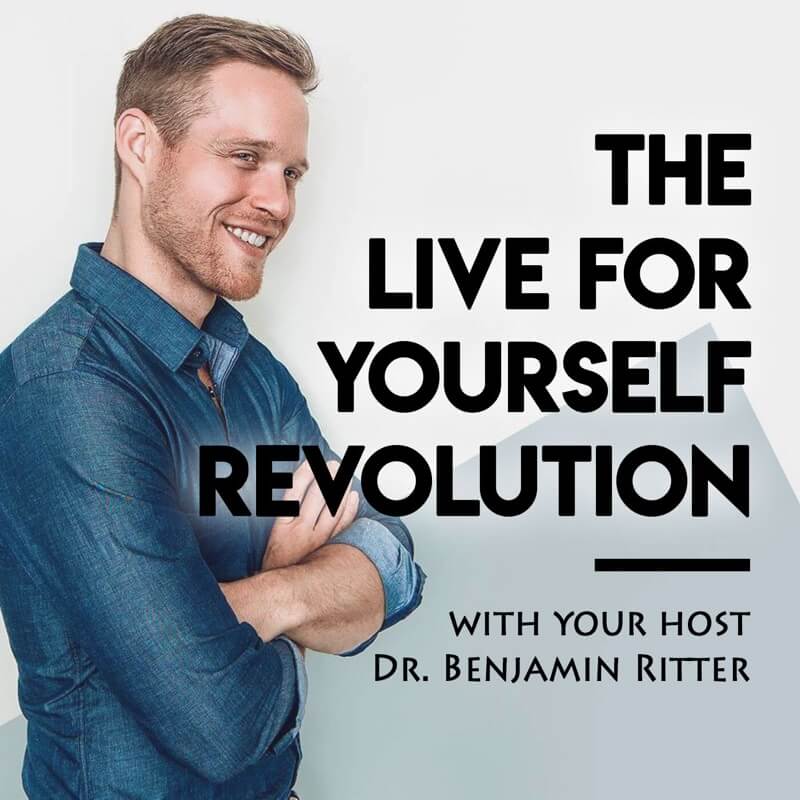 THE
LIVE FOR
YOURSELF
REVOLUTION
WITH YOUR HOST
DR. BENJAMIN RITTER